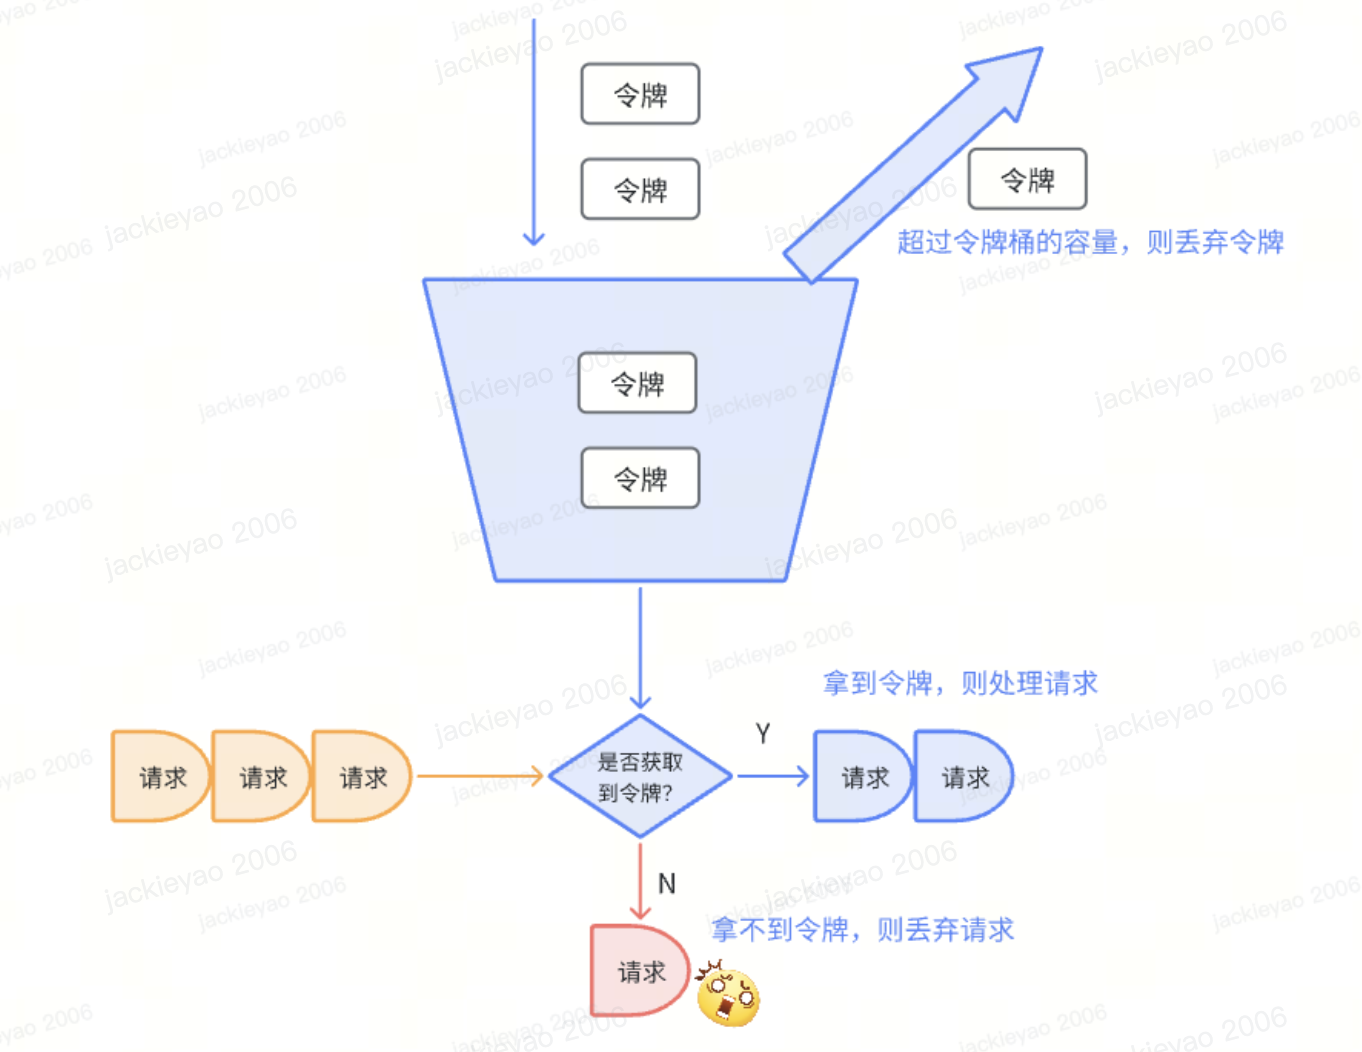 令牌
令牌
令牌
超过令牌桶的容量，则丢弃令牌
令牌
令牌
拿到令牌，则处理请求
Y
请求 请求 请求
是否获取
到令牌？
请求 请求
N
拿不到令牌，则丢弃请求
请求
jackieyao 2006